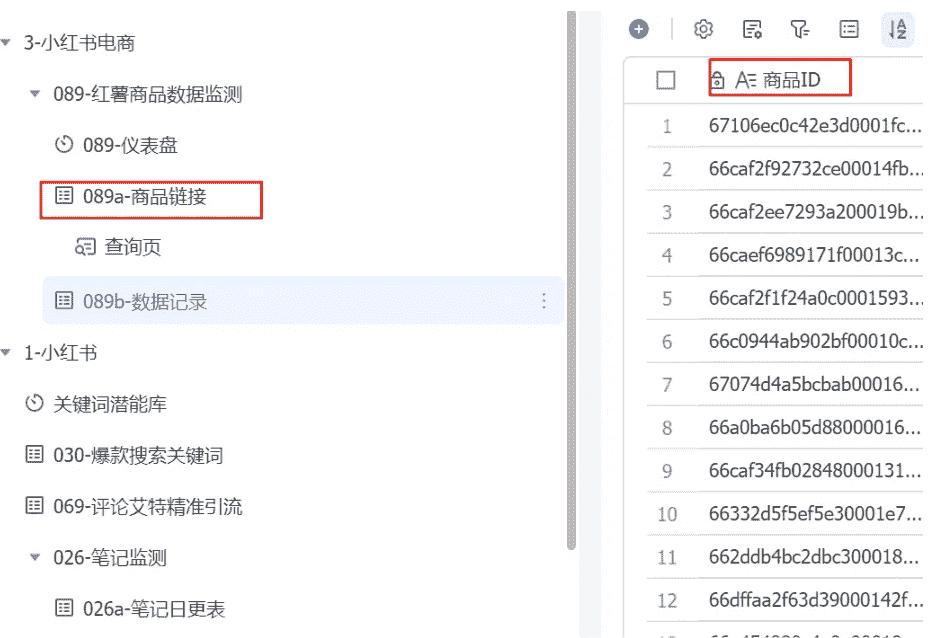 3-小红书电商
089-红薯商品数据监测
089-仪表盘
089a-商品链接
查询页
089b-数据记录
1-小红书
关键词潜能库
030-爆款搜索关键词
069-评论艾特精准引流
026-笔记监测
026a-笔记日更表
商品ID
1 67106ec0c42e3d0001fc...
2 66caf2f92732ce00014fb...
3 66caf2ee7293a200019b...
4 66caef6989171f00013c...
5 66caf2f1f24a0c0001593...
6 66c0944ab902bf00010c...
7 67074d4a5bcbab00016...
8 66a0ba6b05d88000016...
9 66caf34fb02848000131...
10 66332d5f5ef5e30001e7...
11 662ddb4bc2dbc300018...
12 66dffaa2f63d39000142f...